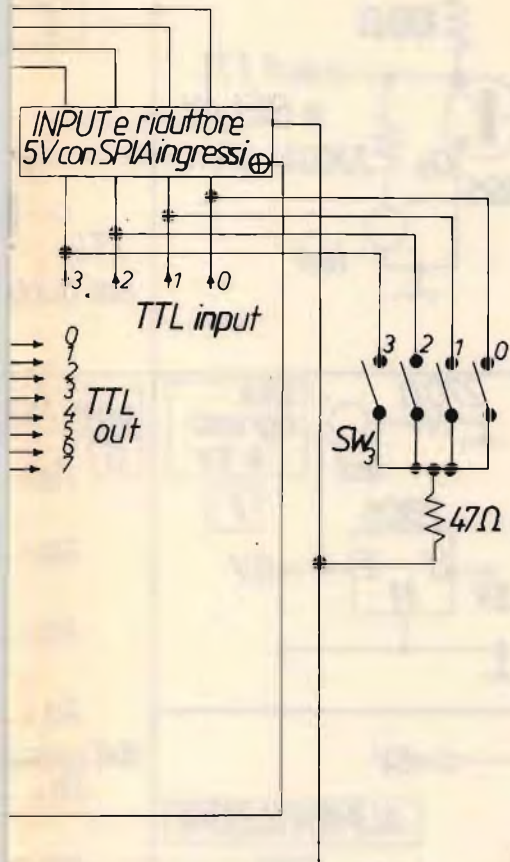 INPUT e riduttore
5V con SPIA ingressi
3 2 1 0
TTL input
3 2 1 0
0
1
2
3
4
5
6
7
TTL
out
SW3
47Ω